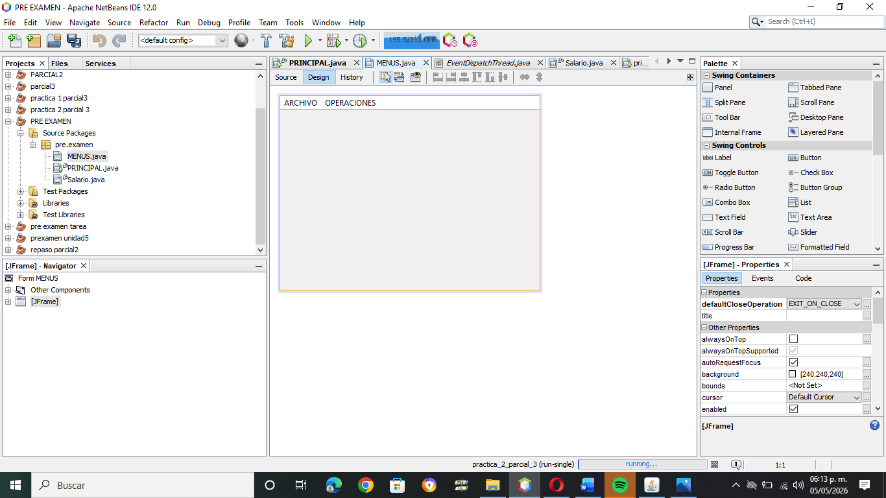 PRE EXAMEN - Apache NetBeans IDE 12.0
File Edit View Navigate Source Refactor Run Debug Profile Team Tools Window Help
Search (Ctrl+I)
<default config>
Projects Files Services
PARCIAL2
parcial3
practica 1 parcial3
practica 2 parcial 3
PRE EXAMEN
Source Packages
pre.examen
MENUS.java
PRINCIPAL.java
Salario.java
Test Packages
Libraries
Test Libraries
pre examen tarea
prexamen unidad5
repaso parcial2
[JFrame] - Navigator
Form MENUS
Other Components
[JFrame]
PRINCIPAL.java MENUS.java EventDispatchThread.java Salario.java pri...
Source Design History
ARCHIVO OPERACIONES
Palette
Swing Containers
Panel Tabbed Pane
Split Pane Scroll Pane
Tool Bar Desktop Pane
Internal Frame Layered Pane
Swing Controls
Label Button
Toggle Button Check Box
Radio Button Button Group
Combo Box List
Text Field Text Area
Scroll Bar Slider
Progress Bar Formatted Field
[JFrame] - Properties
Properties Events Code
Properties
defaultCloseOperation EXIT_ON_CLOSE
title
Other Properties
alwaysOnTop
alwaysOnTopSupported
autoRequestFocus
background [240,240,240]
bounds <Not Set>
cursor Default Cursor
enabled
[JFrame]
practica_2_parcial_3 (run-single) running... 1:1
Buscar
06:13 p. m.
05/05/2026